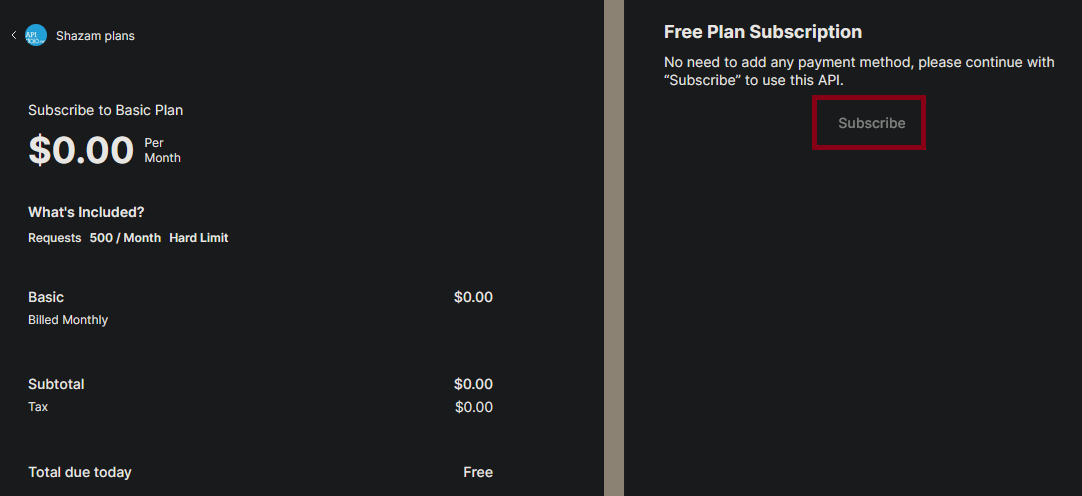 Shazam plans
Subscribe to Basic Plan
$0.00 Per
Month
What's Included?
Requests 500 / Month Hard Limit
Basic $0.00
Billed Monthly
Subtotal $0.00
Tax $0.00
Total due today Free
Free Plan Subscription
No need to add any payment method, please continue with
“Subscribe” to use this API.
Subscribe